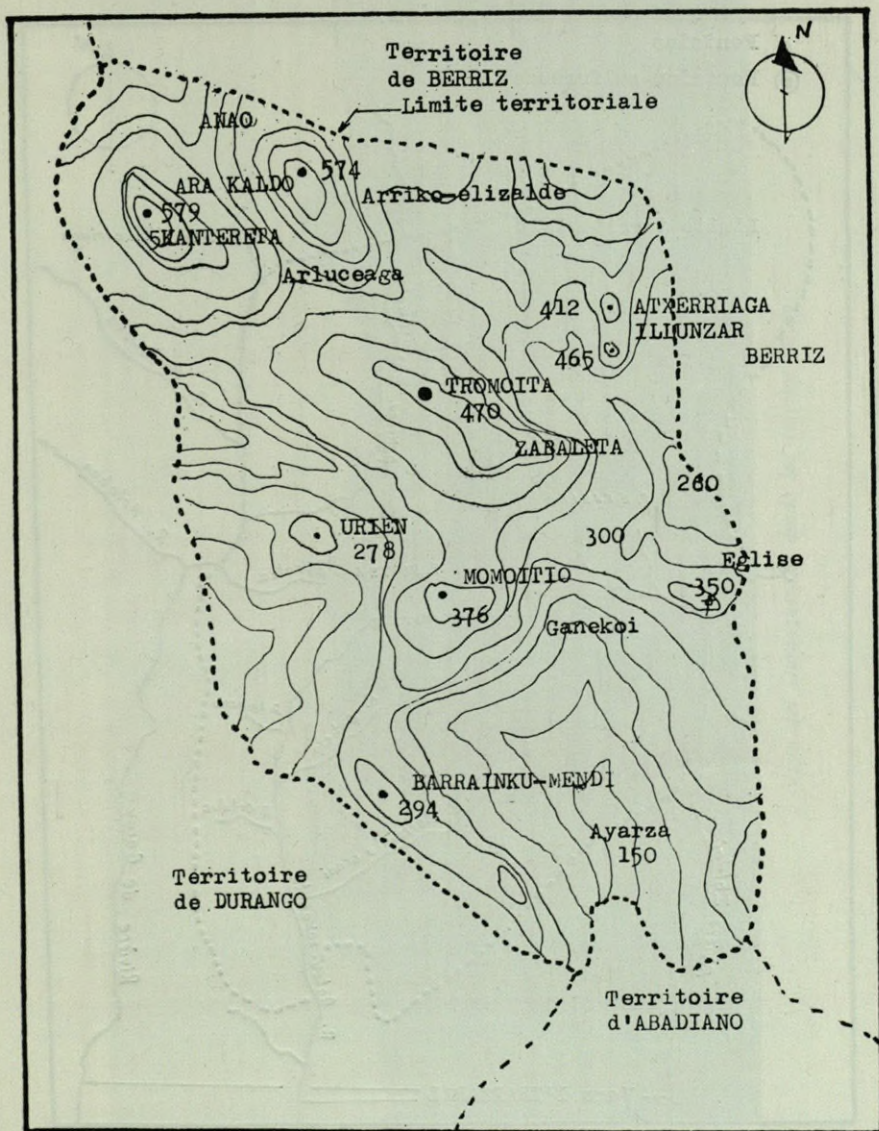 N
Territoire
de BERRIZ
Limite territoriale
ANAO
574
ARA KALDO
Arriko-elizalde
579
SKANTERETA
Arluceaga
412
ATXERRIAGA
ILLUNZAR
465
BERRIZ
TROMOITA
470
ZABALETA
260
URIEN
278
300
Eglise
350
MOMOITIO
376
Ganekoi
BARRAINKU-MENDI
294
Ayarza
150
Territoire
de DURANGO
Territoire
d'ABADIANO